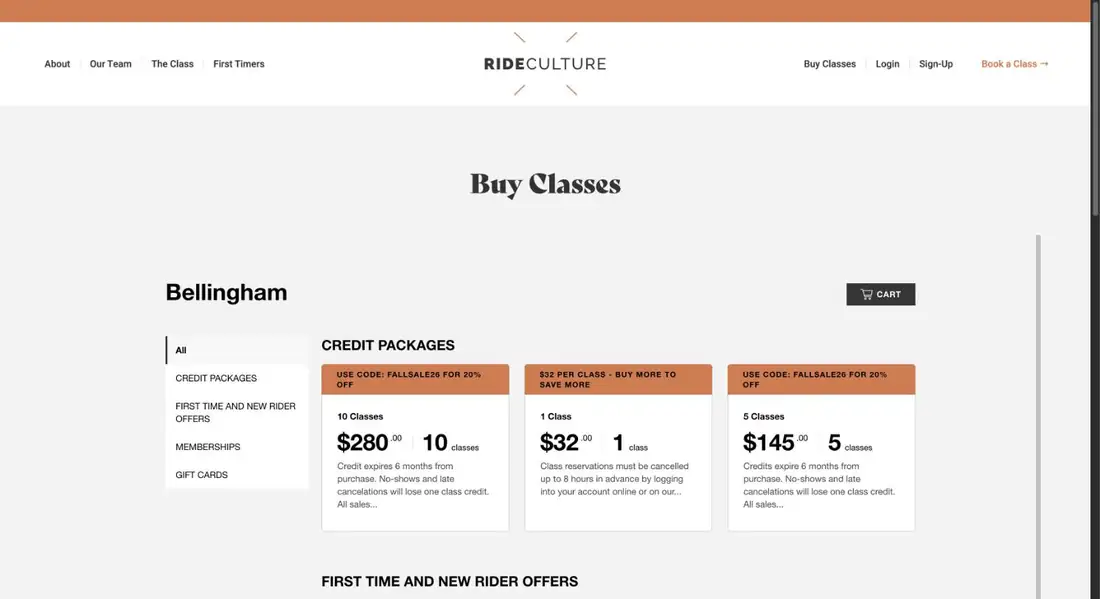 About
Our Team
The Class
First Timers
RIDECULTURE
Buy Classes
Login
Sign-Up
Book a Class →
Buy Classes
Bellingham
CART
All
CREDIT PACKAGES
FIRST TIME AND NEW RIDER
OFFERS
MEMBERSHIPS
GIFT CARDS
CREDIT PACKAGES
USE CODE: FALLSALE26 FOR 20%
OFF
10 Classes
$280.00 10 classes
Credit expires 6 months from
purchase. No-shows and late
cancelations will lose one class credit.
All sales...
$32 PER CLASS - BUY MORE TO
SAVE MORE
1 Class
$32.00 1 class
Class reservations must be cancelled
up to 8 hours in advance by logging
into your account online or on our...
USE CODE: FALLSALE26 FOR 20%
OFF
5 Classes
$145.00 5 classes
Credits expire 6 months from
purchase. No-shows and late
cancelations will lose one class credit.
All sales...
FIRST TIME AND NEW RIDER OFFERS